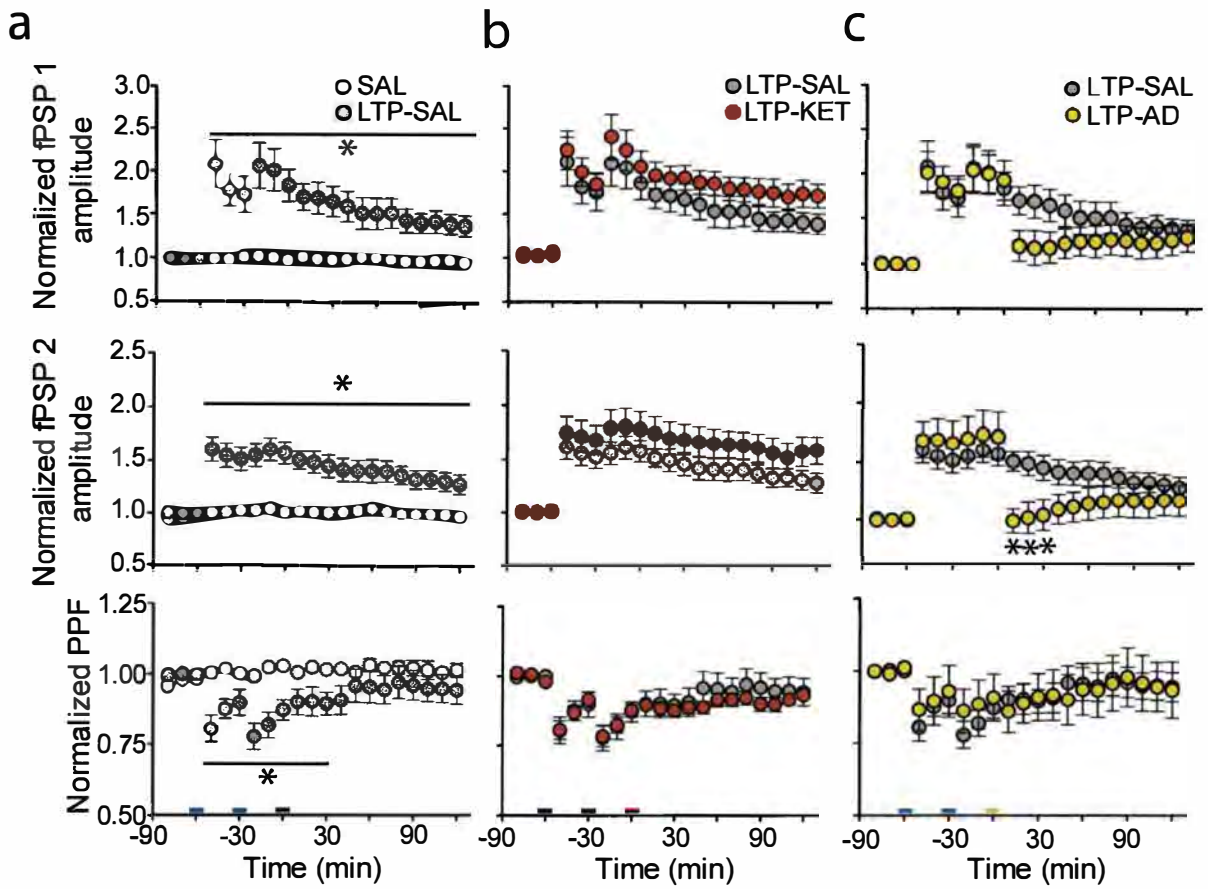 a
b
c
Normalized fPSP 1
amplitude
3.0
2.5
2.0
1.5
1.0
0.5
SAL
LTP-SAL
*
LTP-SAL
LTP-KET
LTP-SAL
LTP-AD
Normalized fPSP 2
amplitude
2.5
2.0
1.5
1.0
0.5
*
***
Normalized PPF
1.25
1.00
0.75
0.50
*
-90 -30 30 90
Time (min)
-90 -30 30 90
Time (min)
-90 -30 30 90
Time (min)